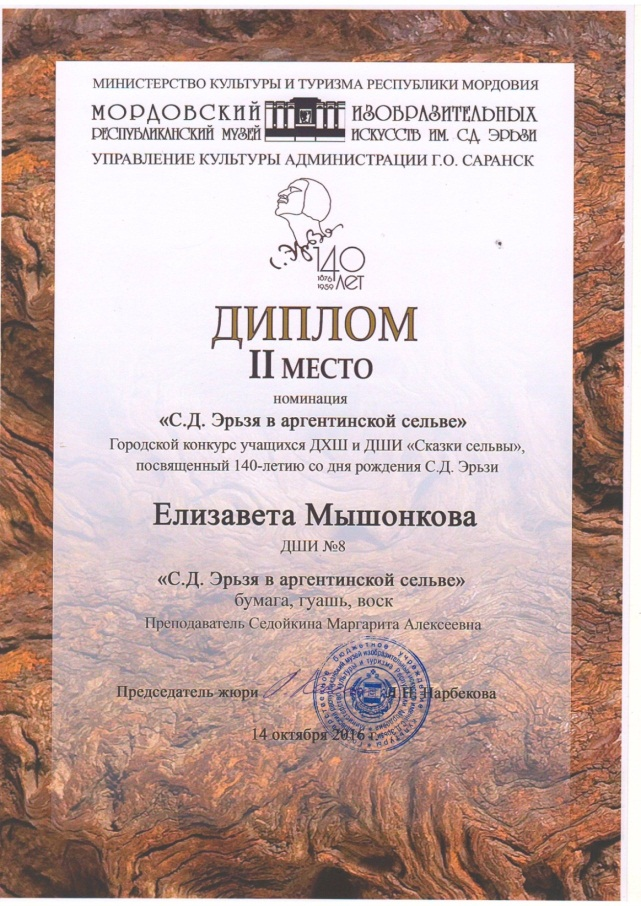 МИНИСТЕРСТВО КУЛЬТУРЫ И ТУРИЗМА РЕСПУБЛИКИ МОРДОВИЯ
МОРДОВСКИЙ ИЗОБРАЗИТЕЛЬНЫХ
РЕСПУБЛИКАНСКИЙ МУЗЕЙ ИСКУССТВ ИМ. С.Д. ЭРЬЗИ
УПРАВЛЕНИЕ КУЛЬТУРЫ АДМИНИСТРАЦИИ Г.О. САРАНСК
С. Эрьзя
140
1876
1959 ЛЕТ
ДИПЛОМ
II МЕСТО
номинация
«С.Д. Эрьзя в аргентинской сельве»
Городской конкурс учащихся ДХШ и ДШИ «Сказки сельвы»,
посвященный 140-летию со дня рождения С.Д. Эрьзи
Елизавета Мышонкова
ДШИ №8
«С.Д. Эрьзя в аргентинской сельве»
бумага, гуашь, воск
Преподаватель Седойкина Маргарита Алексеевна
Председатель жюри Л.Н. Нарбекова
14 октября 2016 г.